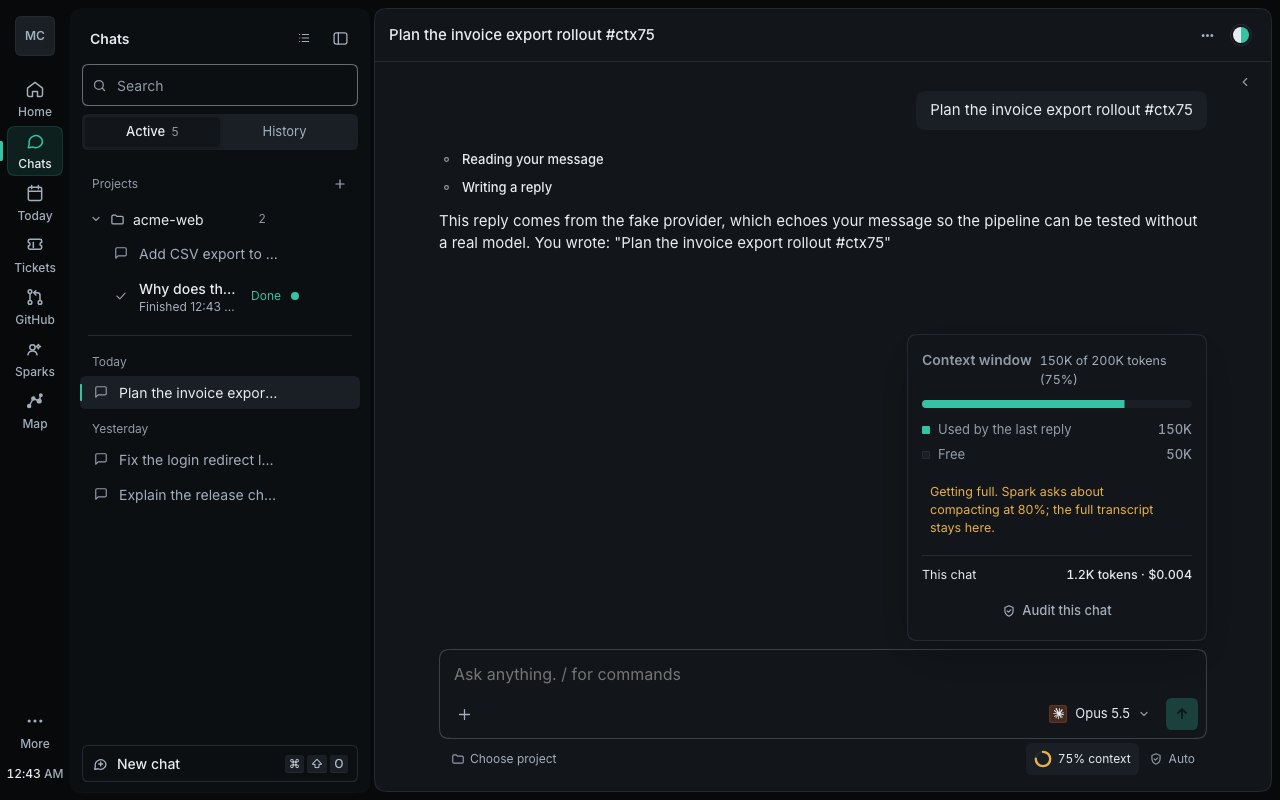 MC
Home
Chats
Today
Tickets
GitHub
Sparks
Map
More
12:43 AM
Chats
Search
Active 5
History
Projects
acme-web 2
Add CSV export to ...
Why does th... Done
Finished 12:43 ...
Today
Plan the invoice expor...
Yesterday
Fix the login redirect l...
Explain the release ch...
New chat ⌘ ⇧ O
Plan the invoice export rollout #ctx75
Plan the invoice export rollout #ctx75
Reading your message
Writing a reply
This reply comes from the fake provider, which echoes your message so the pipeline can be tested without
a real model. You wrote: "Plan the invoice export rollout #ctx75"
Context window 150K of 200K tokens
(75%)
Used by the last reply 150K
Free 50K
Getting full. Spark asks about
compacting at 80%; the full transcript
stays here.
This chat 1.2K tokens · $0.004
Audit this chat
Ask anything. / for commands
Opus 5.5
Choose project
75% context
Auto